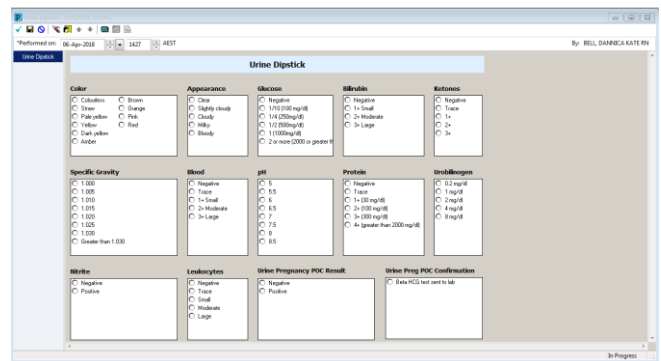 P
*Performed on: 06-Apr-2018 1427 AEST By: BELL, DANNICA KATE RN
Urine Dipstick
Urine Dipstick
Color
Colourless
Straw
Pale yellow
Yellow
Dark yellow
Amber
Brown
Orange
Pink
Red
Appearance
Clear
Slightly cloudy
Cloudy
Milky
Bloody
Glucose
Negative
1/10 (100 mg/dl)
1/4 (250mg/dl)
1/2 (500mg/dl)
1 (1000mg/dl)
2 or more (2000 or greater
Bilirubin
Negative
1+ Small
2+ Moderate
3+ Large
Ketones
Negative
Trace
1+
2+
3+
Specific Gravity
1.000
1.005
1.010
1.015
1.020
1.025
1.030
Greater than 1.030
Blood
Negative
Trace
1+ Small
2+ Moderate
3+ Large
pH
5
5.5
6
6.5
7
7.5
8
8.5
Protein
Negative
Trace
1+ (30 mg/dl)
2+ (100 mg/dl)
3+ (300 mg/dl)
4+ (greater than 2000 mg/dl)
Urobilinogen
0.2 mg/dl
1 mg/dl
2 mg/dl
4 mg/dl
8 mg/dl
Nitrite
Negative
Positive
Leukocytes
Negative
Trace
Small
Moderate
Large
Urine Pregnancy POC Result
Negative
Positive
Urine Preg POC Confirmation
Beta HCG test sent to lab
In Progress